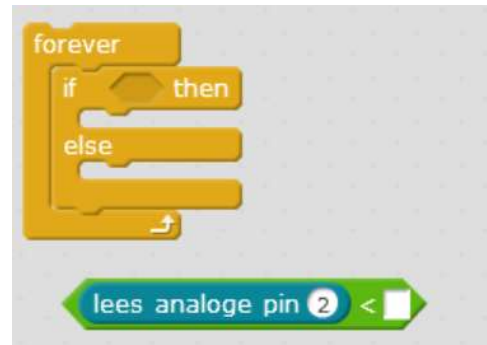 forever
if then
else
lees analoge pin 2 <